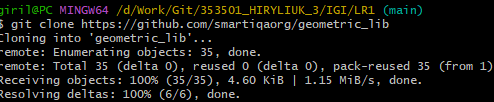 giril@PC MINGW64 /d/Work/Git/353501_HIRYLIUK_3/IGI/LR1 (main)
$ git clone https://github.com/smartiqaorg/geometric_lib
Cloning into 'geometric_lib'...
remote: Enumerating objects: 35, done.
remote: Total 35 (delta 0), reused 0 (delta 0), pack-reused 35 (from 1)
Receiving objects: 100% (35/35), 4.60 KiB | 1.15 MiB/s, done.
Resolving deltas: 100% (6/6), done.